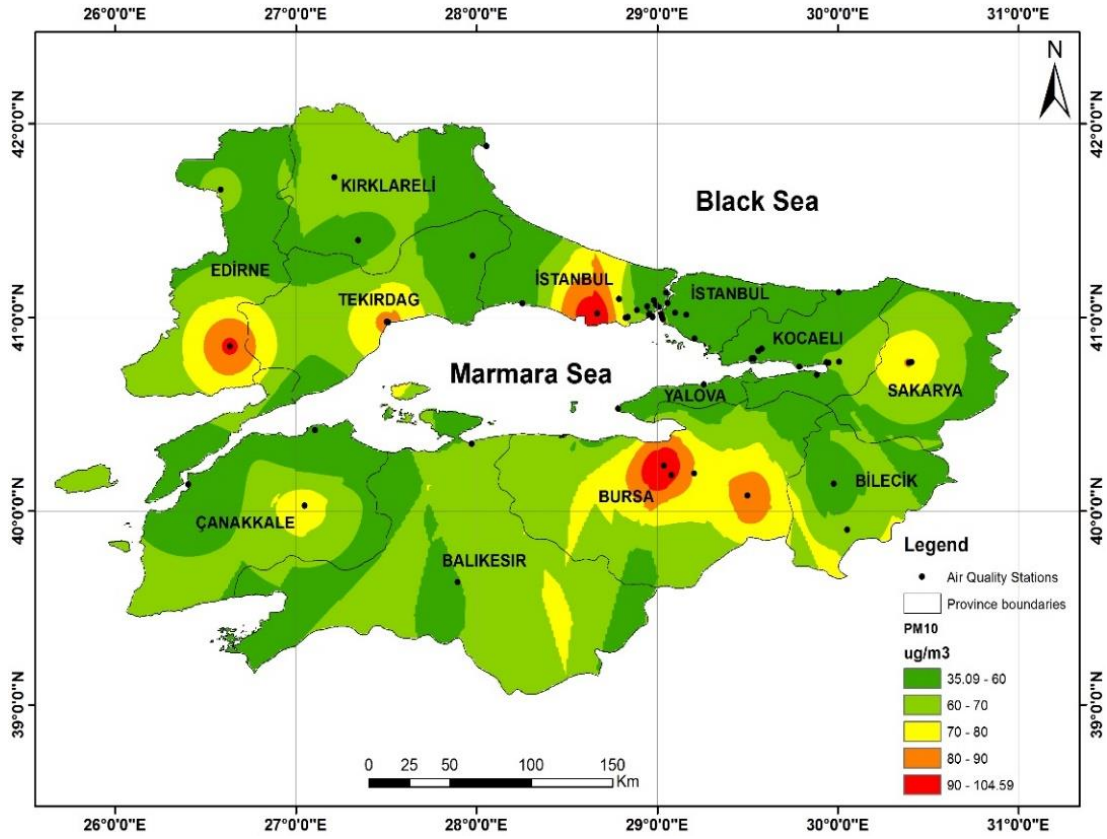 26°0'0"E 27°0'0"E 28°0'0"E 29°0'0"E 30°0'0"E 31°0'0"E
N
42°0'0"N 42°0'0"N
KIRKLARELİ
Black Sea
EDİRNE
İSTANBUL
İSTANBUL
TEKIRDAG
41°0'0"N 41°0'0"N
KOCAELI
Marmara Sea
YALOVA
SAKARYA
BİLECİK
BURSA
ÇANAKKALE
40°0'0"N 40°0'0"N
BALIKESIR
Legend
Air Quality Stations
Province boundaries
PM10
ug/m3
35.09 - 60
60 - 70
70 - 80
80 - 90
90 - 104.59
39°0'0"N 39°0'0"N
0 25 50 100 150
Km
26°0'0"E 27°0'0"E 28°0'0"E 29°0'0"E 30°0'0"E 31°0'0"E